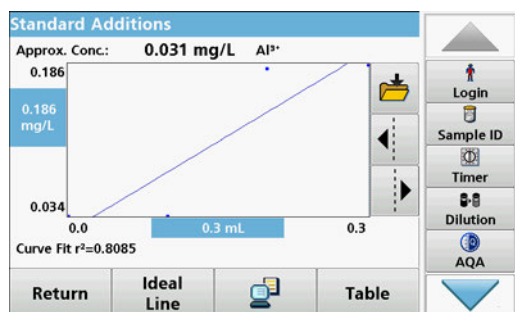 Standard Additions
Approx. Conc.: 0.031 mg/L Al³⁺
0.186
0.186
mg/L
0.034
0.0 0.3 mL 0.3
Curve Fit r²=0.8085
Return
Ideal
Line
Table
Login
Sample ID
Timer
Dilution
AQA